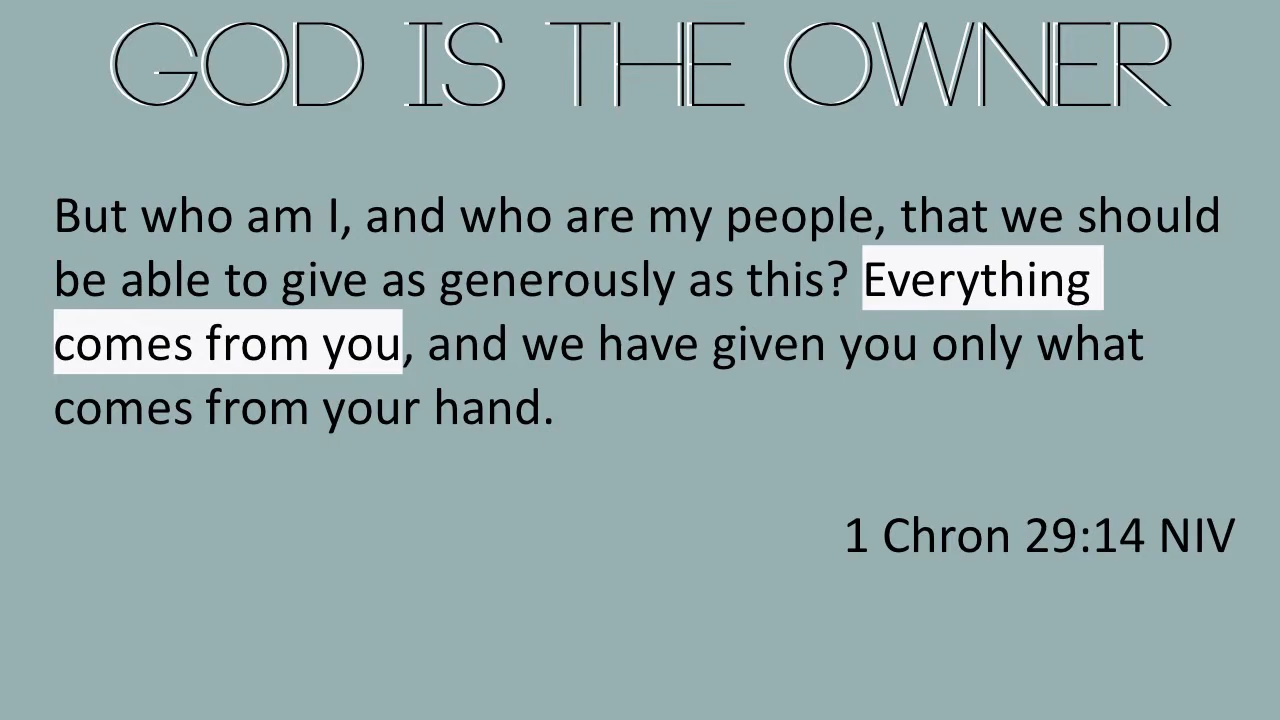 GOD IS THE OWNER
But who am I, and who are my people, that we should
be able to give as generously as this? Everything
comes from you, and we have given you only what
comes from your hand.
1 Chron 29:14 NIV